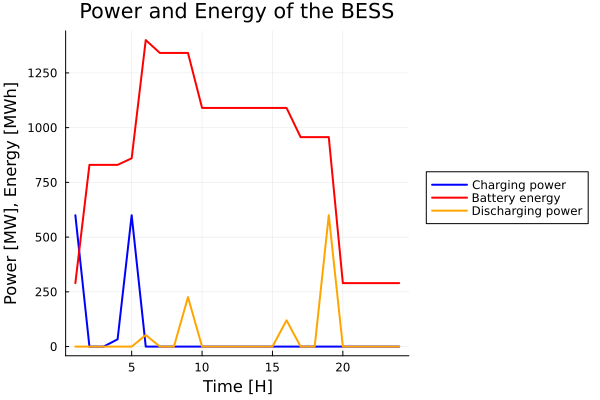 Power and Energy of the BESS
Power [MW], Energy [MWh]
1250
1000
750
500
250
0
5
10
15
20
Time [H]
Charging power
Battery energy
Discharging power